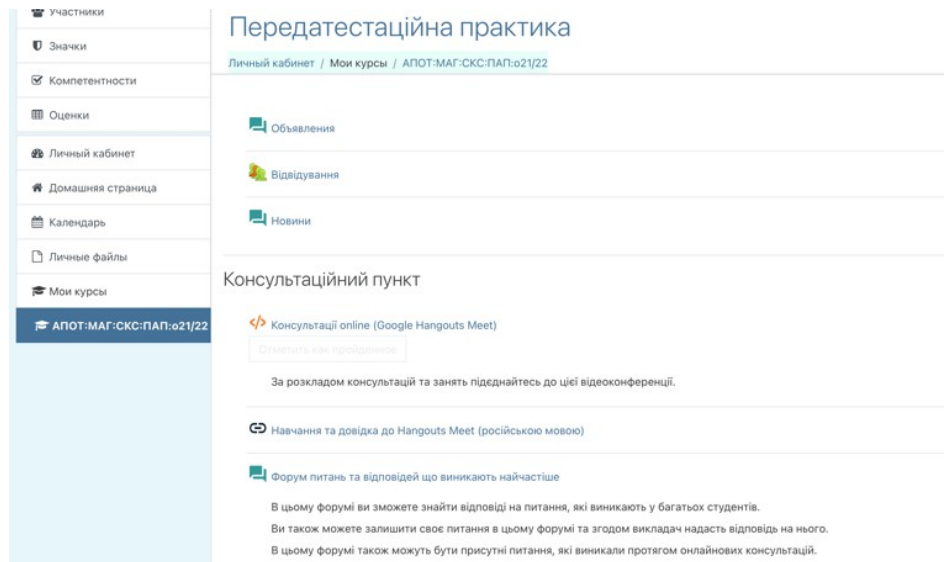 Участники
Значки
Компетентности
Оценки
Личный кабинет
Домашняя страница
Календарь
Личные файлы
Мои курсы
АПОТ:МАГ:СКС:ПАП:о21/22
Передатестаційна практика
Личный кабинет / Мои курсы / АПОТ:МАГ:СКС:ПАП:о21/22
Объявления
Відвідування
Новини
Консультаційний пункт
Консультації online (Google Hangouts Meet)
Отметить как пройденное
За розкладом консультацій та занять підєднайтесь до цієї відеоконференції.
Навчання та довідка до Hangouts Meet (російською мовою)
Форум питань та відповідей що виникають найчастіше
В цьому форумі ви зможете знайти відповіді на питання, які виникають у багатьох студентів.
Ви також можете залишити своє питання в цьому форумі та згодом викладач надасть відповідь на нього.
В цьому форумі також можуть бути присутні питання, які виникали протягом онлайнових консультацій.